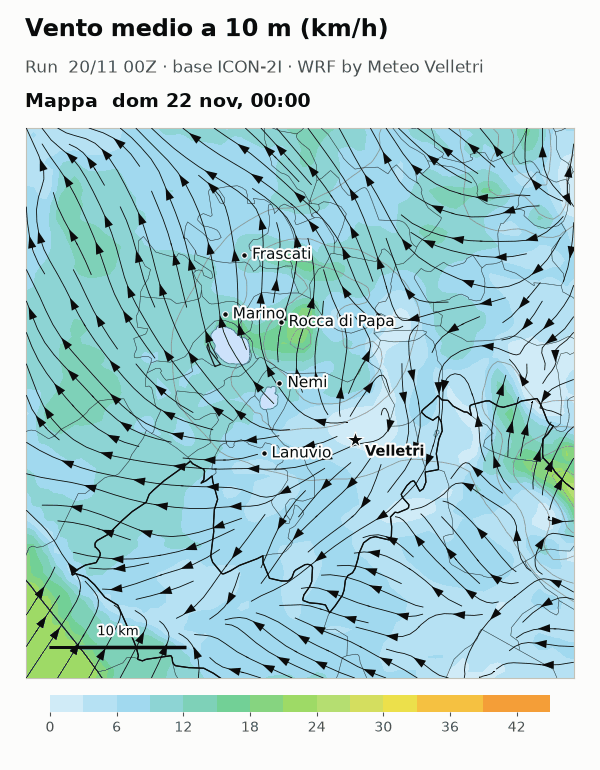 Vento medio a 10 m (km/h)
Run  20/11 00Z · base ICON-2I · WRF by Meteo Velletri
Mappa  dom 22 nov, 00:00
Frascati
Marino
Rocca di Papa
Nemi
Velletri
Lanuvio
10 km
0 6 12 18 24 30 36 42